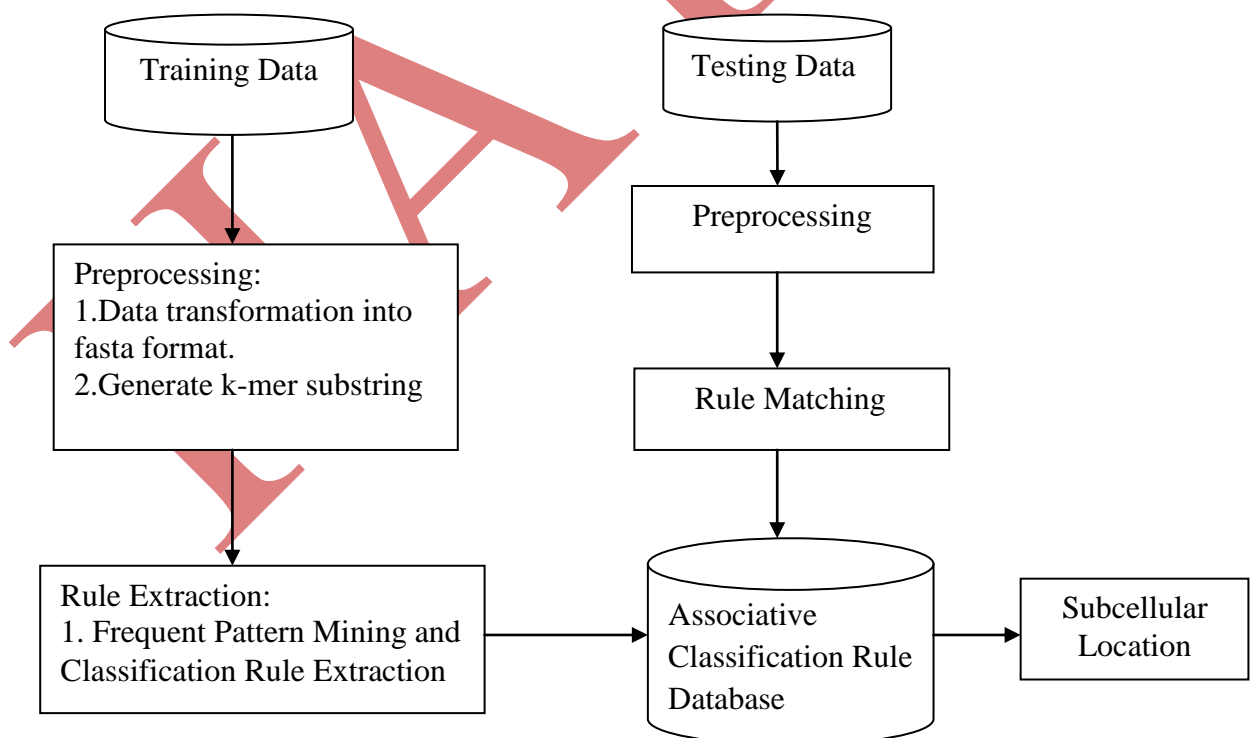 Training Data
Testing Data
Preprocessing
Preprocessing:
1.Data transformation into
fasta format.
2.Generate k-mer substring
Rule Matching
Rule Extraction:
1. Frequent Pattern Mining and
Classification Rule Extraction
Associative
Classification Rule
Database
Subcellular
Location